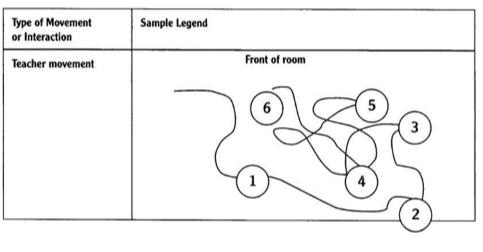 Type of Movement
or Interaction
Sample Legend
Teacher movement
Front of room
6
5
3
1
4
2